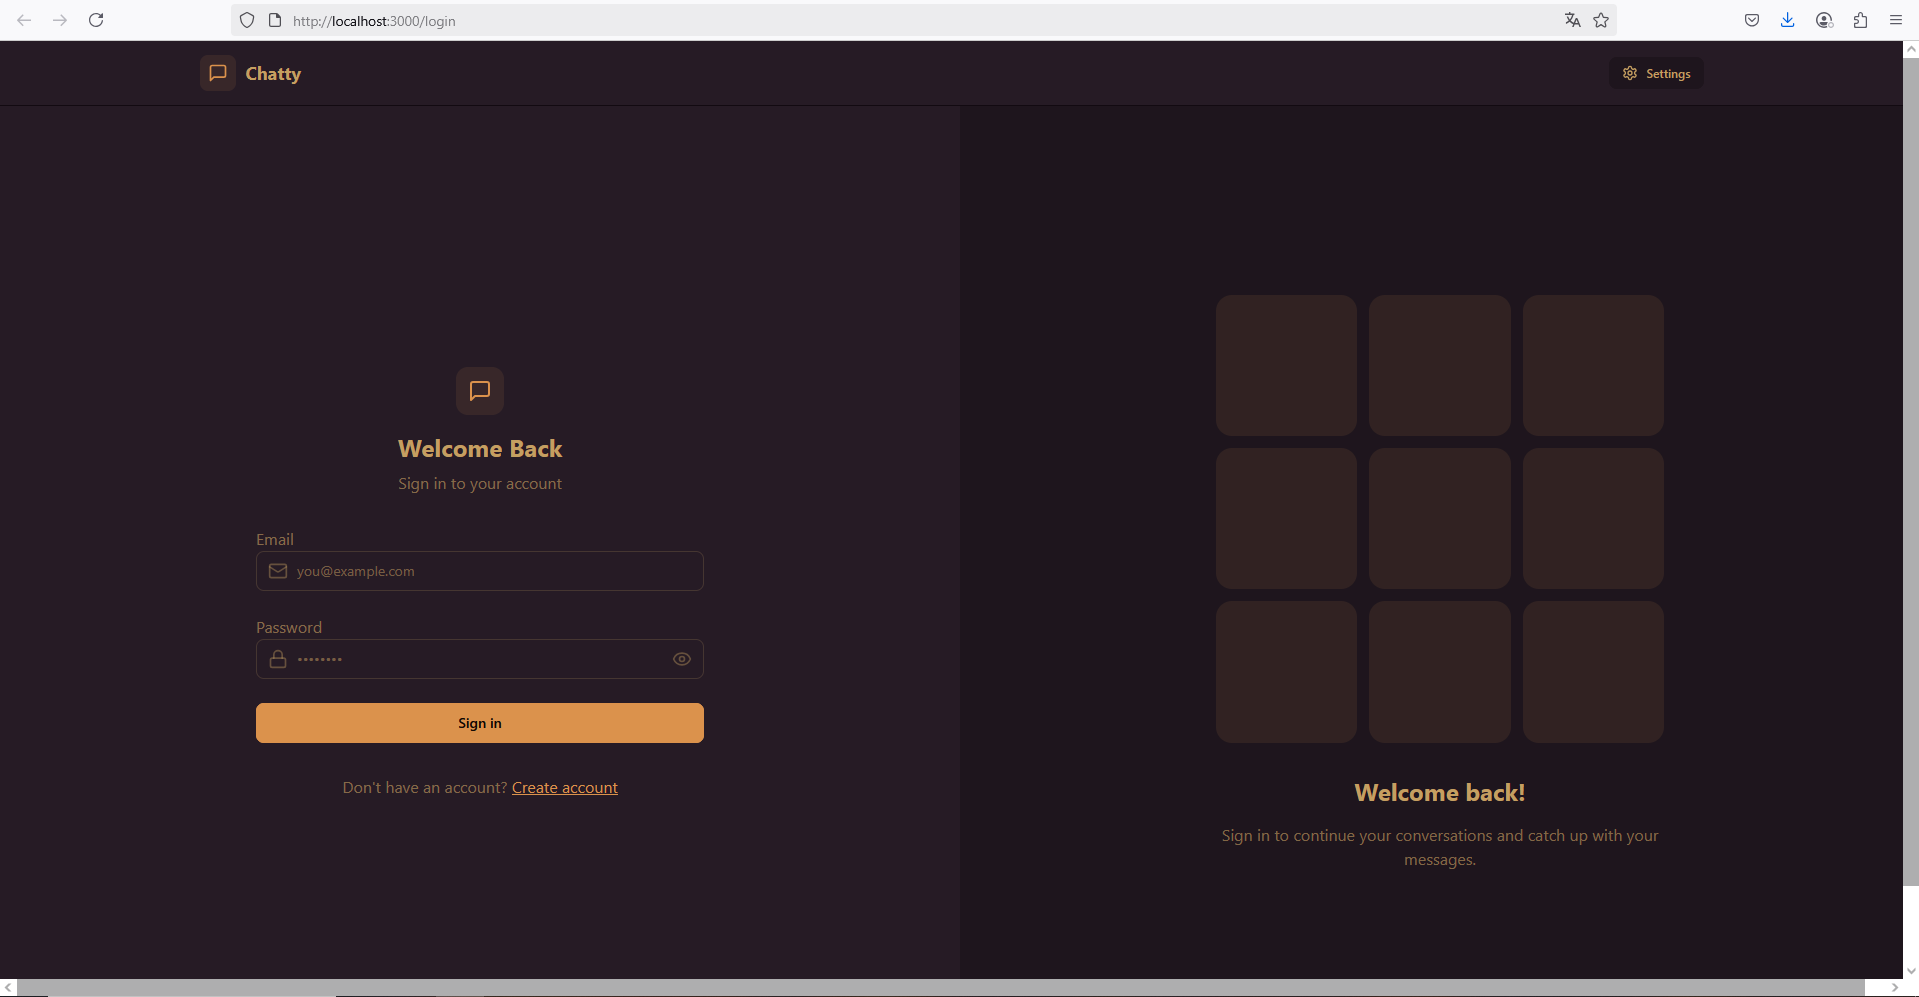 http://localhost:3000/login
Chatty
Settings
Welcome Back
Sign in to your account
Email
you@example.com
Password
••••••••
Sign in
Don't have an account? Create account
Welcome back!
Sign in to continue your conversations and catch up with your
messages.